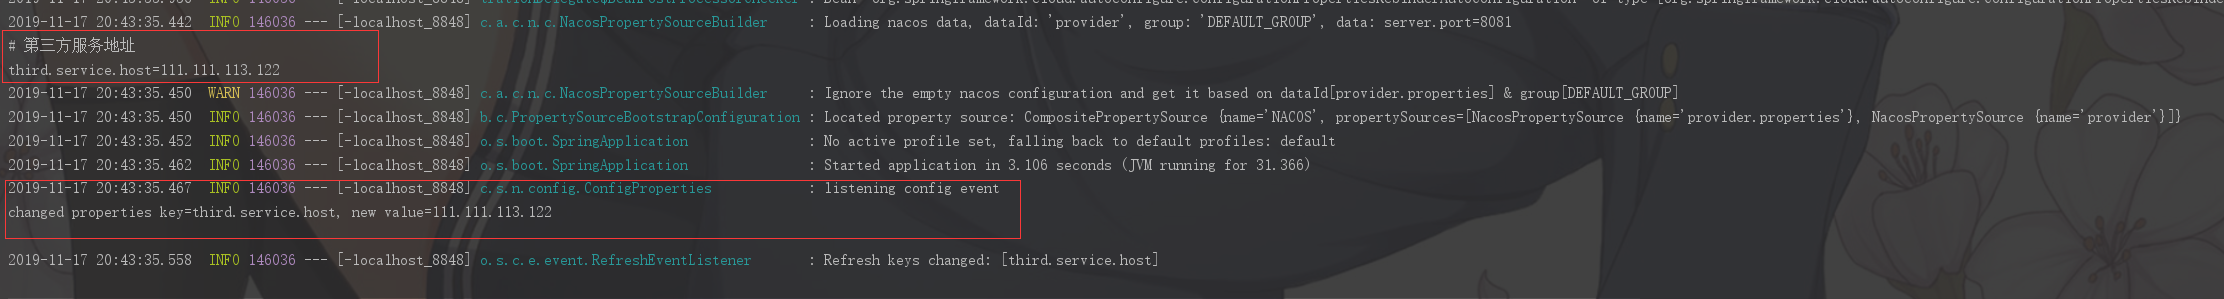 2019-11-17 20:43:35.442  INFO 146036 --- [-localhost_8848] c.a.c.n.c.NacosPropertySourceBuilder     : Loading nacos data, dataId: 'provider', group: 'DEFAULT_GROUP', data: server.port=8081
# 第三方服务地址
third.service.host=111.111.113.122
2019-11-17 20:43:35.450  WARN 146036 --- [-localhost_8848] c.a.c.n.c.NacosPropertySourceBuilder     : Ignore the empty nacos configuration and get it based on dataId[provider.properties] & group[DEFAULT_GROUP]
2019-11-17 20:43:35.450  INFO 146036 --- [-localhost_8848] b.c.PropertySourceBootstrapConfiguration : Located property source: CompositePropertySource {name='NACOS', propertySources=[NacosPropertySource {name='provider.properties'}, NacosPropertySource {name='provider'}]}
2019-11-17 20:43:35.452  INFO 146036 --- [-localhost_8848] o.s.boot.SpringApplication               : No active profile set, falling back to default profiles: default
2019-11-17 20:43:35.462  INFO 146036 --- [-localhost_8848] o.s.boot.SpringApplication               : Started application in 3.106 seconds (JVM running for 31.366)
2019-11-17 20:43:35.467  INFO 146036 --- [-localhost_8848] c.s.n.config.ConfigProperties            : listening config event
changed properties key=third.service.host, new value=111.111.113.122
2019-11-17 20:43:35.558  INFO 146036 --- [-localhost_8848] o.s.c.e.event.RefreshEventListener       : Refresh keys changed: [third.service.host]